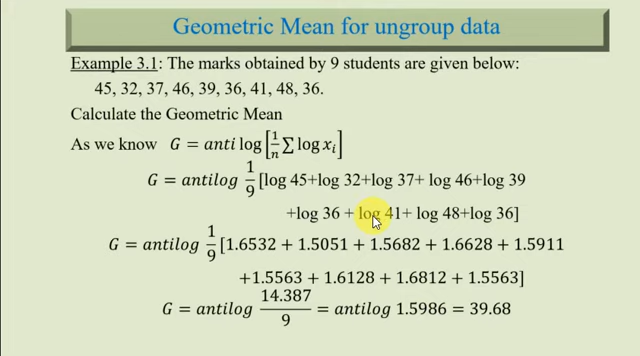 Geometric Mean for ungroup data
Example 3.1: The marks obtained by 9 students are given below:
45, 32, 37, 46, 39, 36, 41, 48, 36.
Calculate the Geometric Mean
As we know G = anti log [1/n ∑ log xᵢ]
G = antilog 1/9 [log 45+log 32+log 37+ log 46+log 39
+log 36 + log 41+ log 48+log 36]
G = antilog 1/9 [1.6532 + 1.5051 + 1.5682 + 1.6628 + 1.5911
+1.5563 + 1.6128 + 1.6812 + 1.5563]
G = antilog 14.387/9 = antilog 1.5986 = 39.68